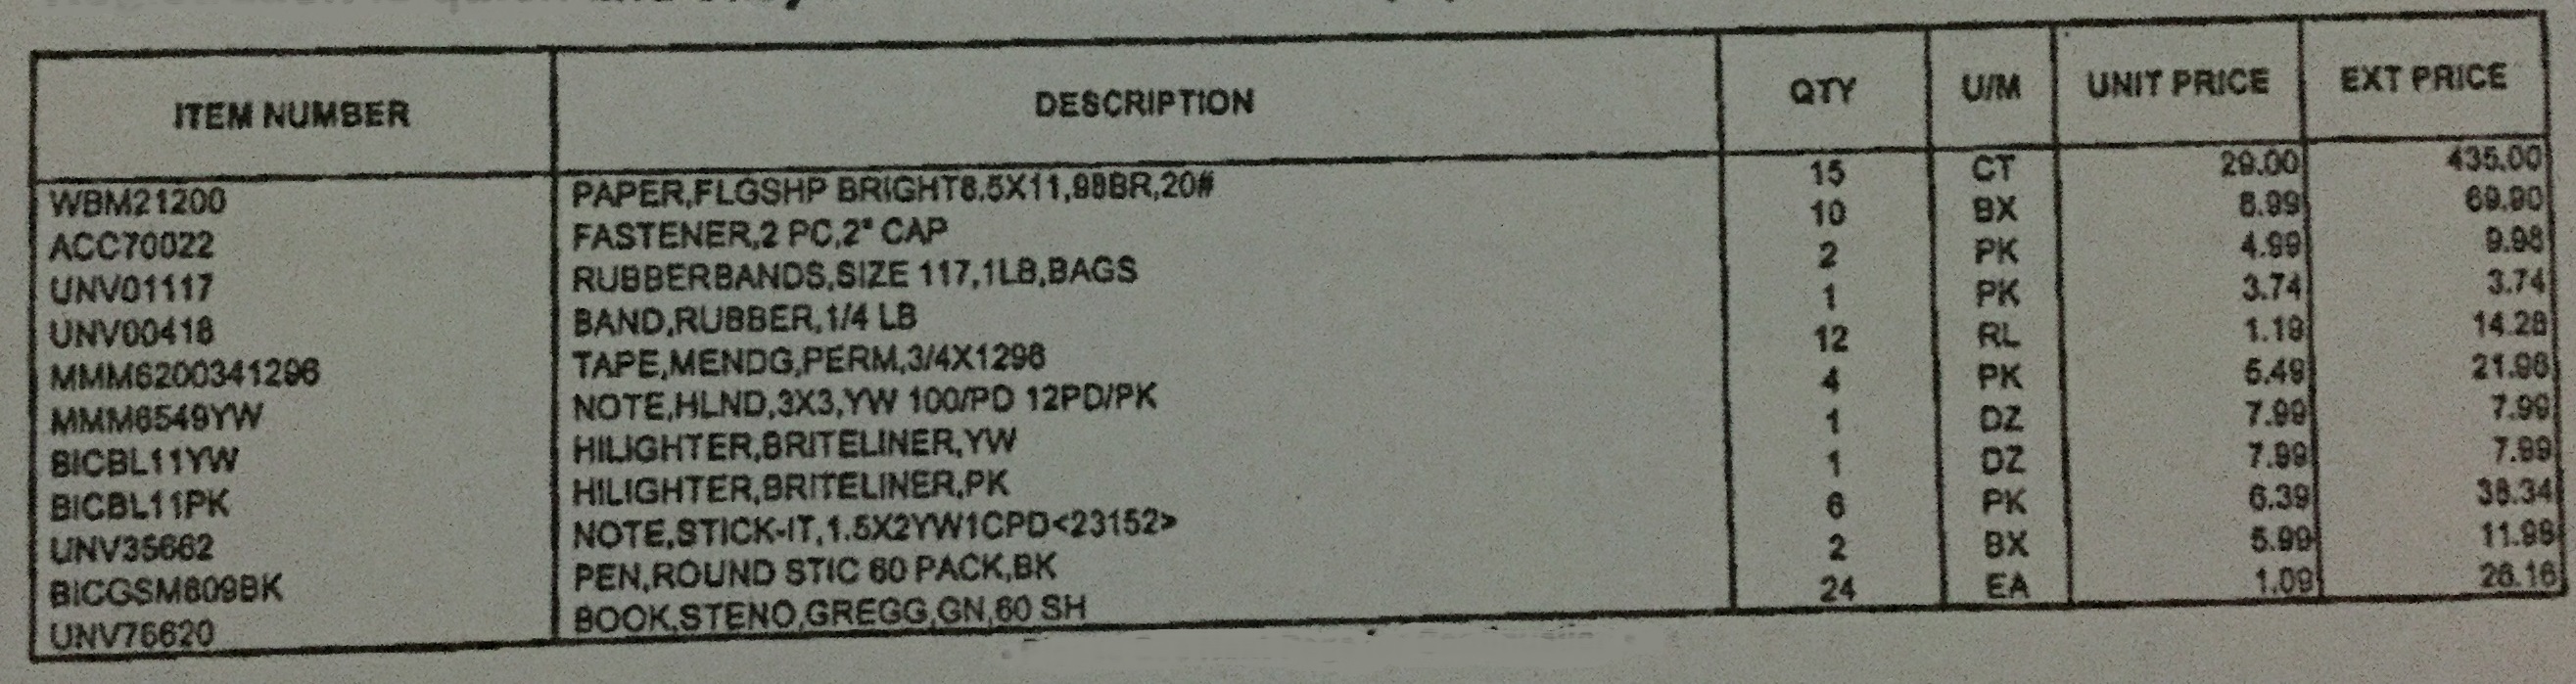 ITEM NUMBER DESCRIPTION QTY U/M UNIT PRICE EXT PRICE
WBM21200 PAPER,FLGSHP BRIGHT8.5X11,98BR,20# 15 CT 29.00 435.00
ACC70022 FASTENER,2 PC,2" CAP 10 BX 6.99 69.90
UNV01117 RUBBERBANDS,SIZE 117,1LB,BAGS 2 PK 4.99 9.98
UNV00418 BAND,RUBBER,1/4 LB 1 PK 3.74 3.74
MMM6200341296 TAPE,MENDG,PERM,3/4X1296 12 RL 1.19 14.28
MMM6549YW NOTE,HLND,3X3,YW 100/PD 12PD/PK 4 PK 5.49 21.96
BICBL11YW HILIGHTER,BRITELINER,YW 1 DZ 7.99 7.99
BICBL11PK HILIGHTER,BRITELINER,PK 1 DZ 7.99 7.99
UNV35662 NOTE,STICK-IT,1.5X2YW1CPD<23152> 6 PK 6.39 38.34
BICGSM609BK PEN,ROUND STIC 60 PACK,BK 2 BX 5.99 11.98
UNV76620 BOOK,STENO,GREGG,GN,60 SH 24 EA 1.09 26.16